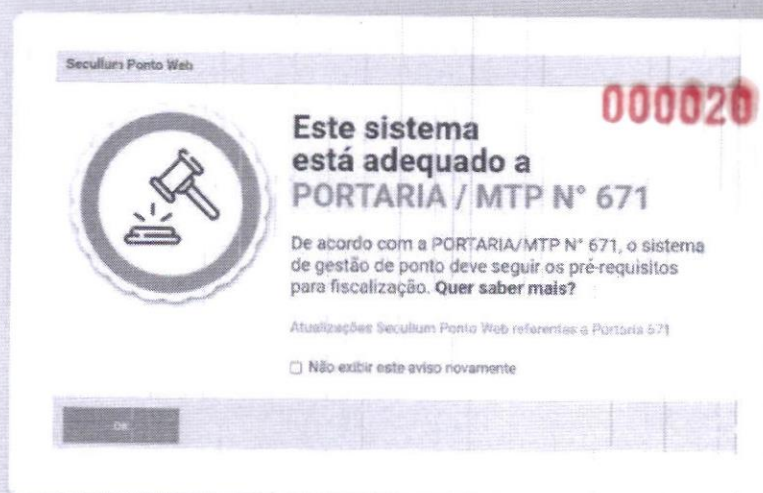 Secullum Ponto Web
000020
Este sistema
está adequado a
PORTARIA / MTP N° 671
De acordo com a PORTARIA/MTP N° 671, o sistema
de gestão de ponto deve seguir os pré-requisitos
para fiscalização. Quer saber mais?
Atualizações Secullum Ponto Web referentes a Portaria 671
Não exibir este aviso novamente
OK